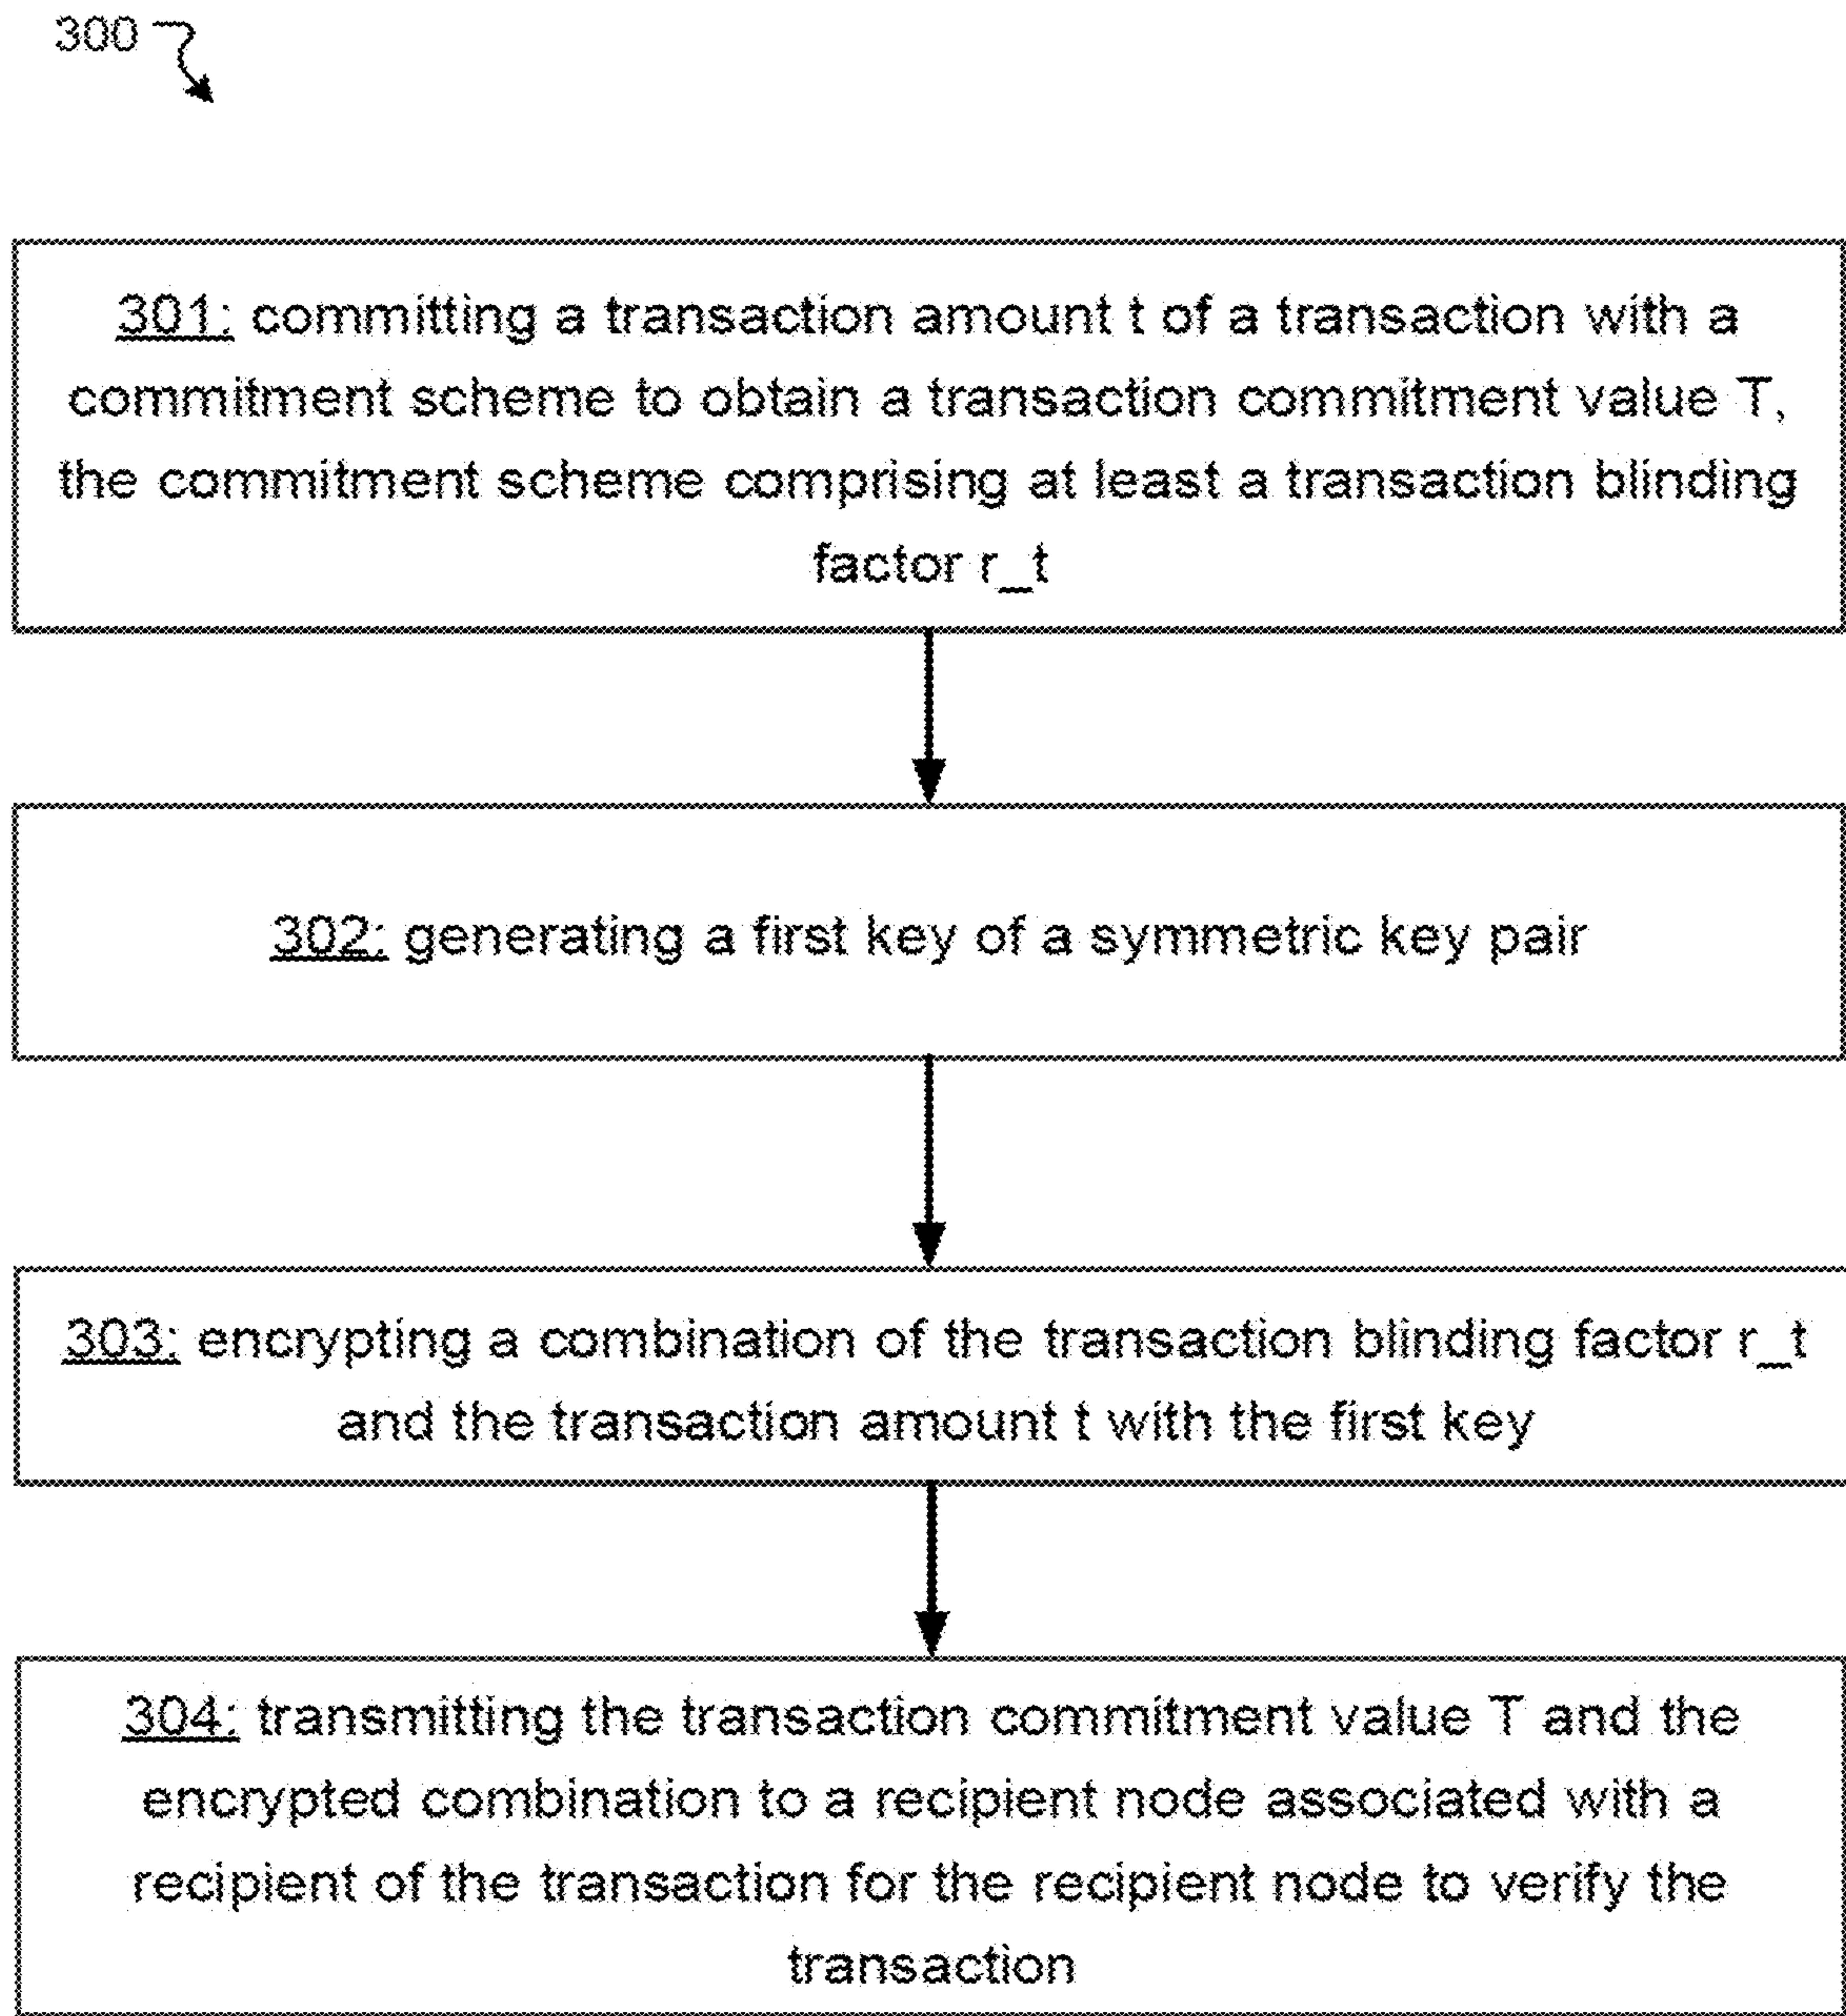 300
301: committing a transaction amount t of a transaction with a
commitment scheme to obtain a transaction commitment value T,
the commitment scheme comprising at least a transaction blinding
factor r_t
302: generating a first key of a symmetric key pair
303: encrypting a combination of the transaction blinding factor r_t
and the transaction amount t with the first key
304: transmitting the transaction commitment value T and the
encrypted combination to a recipient node associated with a
recipient of the transaction for the recipient node to verify the
transaction